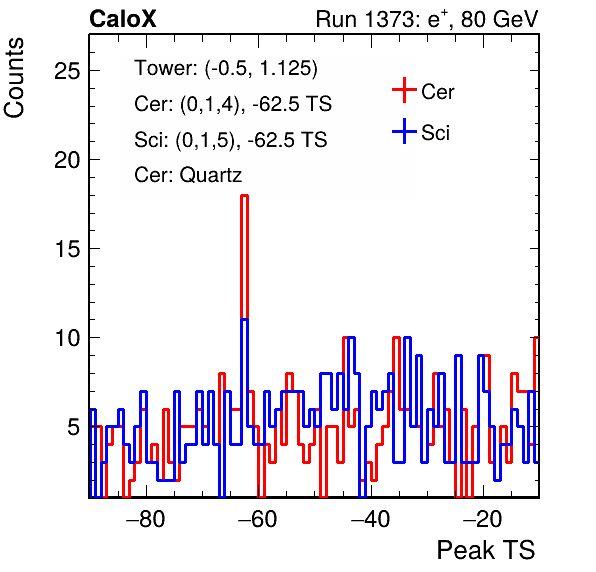 CaloX Run 1373: e⁺, 80 GeV
Counts
Tower: (-0.5, 1.125)
Cer: (0,1,4), -62.5 TS
Sci: (0,1,5), -62.5 TS
Cer: Quartz
Cer
Sci
25
20
15
10
5
−80 −60 −40 −20
Peak TS